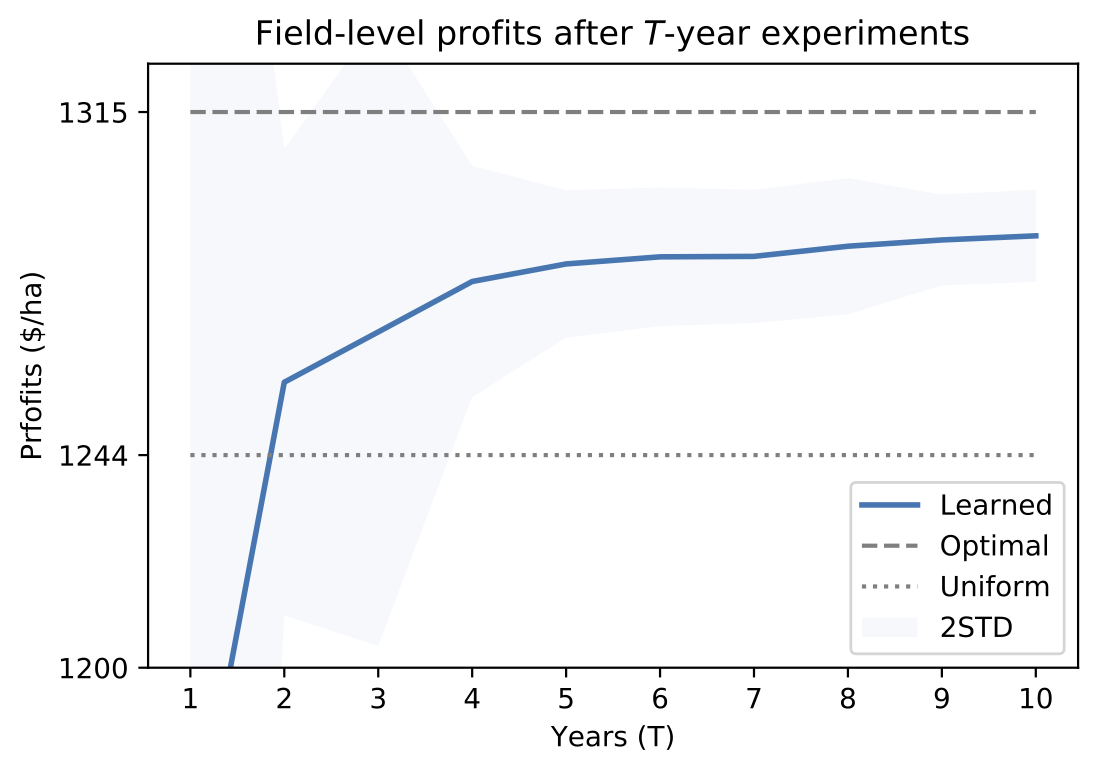 Field-level profits after T-year experiments
Prfofits ($/ha)
1315
1244
1200
1 2 3 4 5 6 7 8 9 10
Years (T)
Learned
Optimal
Uniform
2STD